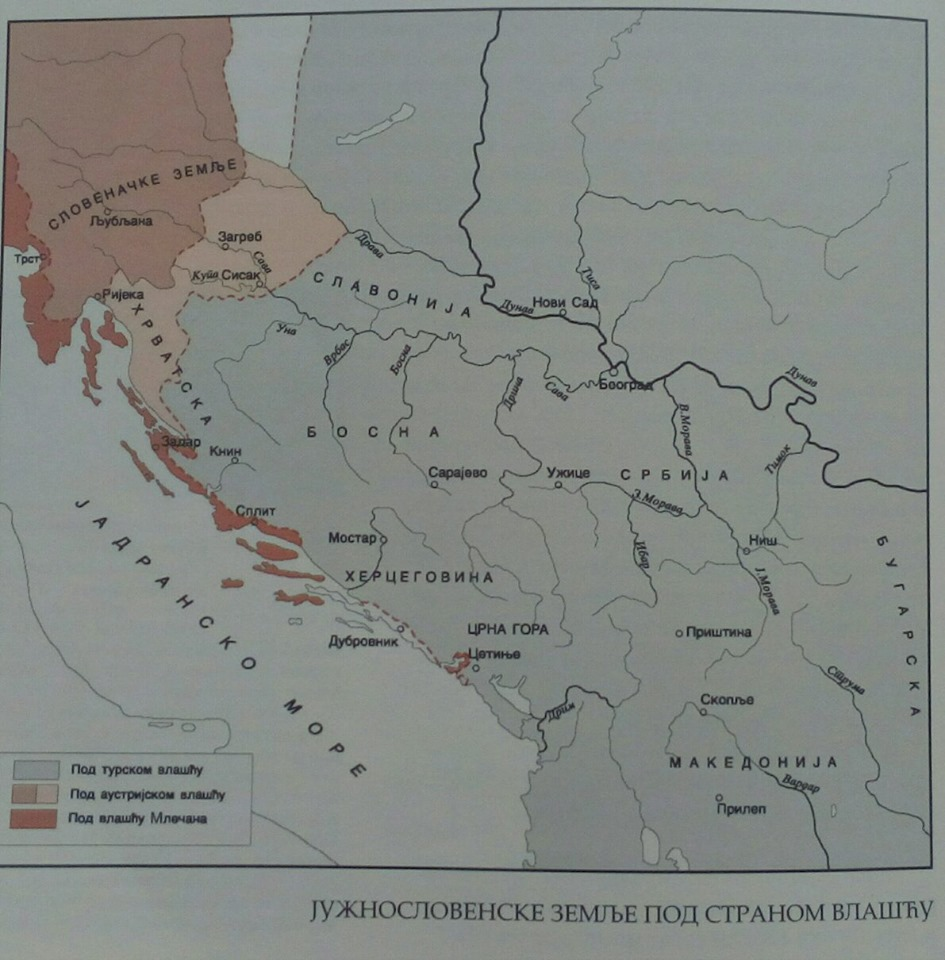 СЛОВЕНАЧКЕ ЗЕМЉЕ
Љубљана
Загреб
Трст
Купа
Сисак
Сава
Драва
Ријека
ХРВАТСКА
СЛАВОНИЈА
Тиса
Дунав
Нови Сад
Уна
Врбас
Босна
Дрина
Сава
Београд
Дунав
В.Морава
Тимок
БОСНА
Задар
Книн
Сарајево
Ужице
СРБИЈА
З.Морава
Сплит
Мостар
Ибар
Ниш
Ј.Морава
БУГАРСКА
ЈАДРАНСКО МОРЕ
ХЕРЦЕГОВИНА
Дубровник
ЦРНА ГОРА
Цетиње
Приштина
Струма
Дрим
Скопље
МАКЕДОНИЈА
Вардар
Прилеп
Под турском влашћу
Под аустријском влашћу
Под влашћу Млечана
ЈУЖНОСЛОВЕНСКЕ ЗЕМЉЕ ПОД СТРАНОМ ВЛАШЋУ